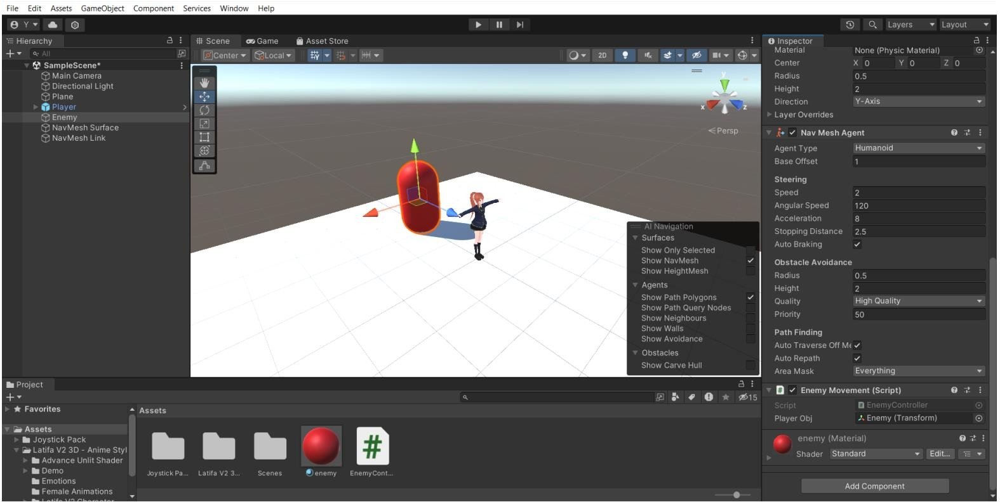 File Edit Assets GameObject Component Services Window Help
Y Layers Layout
Hierarchy
All
SampleScene*
Main Camera
Directional Light
Plane
Player
Enemy
NavMesh Surface
NavMesh Link
Scene Game Asset Store
Center Local 2D
y
x z
Persp
AI Navigation
Surfaces
Show Only Selected
Show NavMesh
Show HeightMesh
Agents
Show Path Polygons
Show Path Query Nodes
Show Neighbours
Show Walls
Show Avoidance
Obstacles
Show Carve Hull
Inspector
Material None (Physic Material)
Center X 0 Y 0 Z 0
Radius 0.5
Height 2
Direction Y-Axis
Layer Overrides
Nav Mesh Agent
Agent Type Humanoid
Base Offset 1
Steering
Speed 2
Angular Speed 120
Acceleration 8
Stopping Distance 2.5
Auto Braking
Obstacle Avoidance
Radius 0.5
Height 2
Quality High Quality
Priority 50
Path Finding
Auto Traverse Off Me
Auto Repath
Area Mask Everything
# Enemy Movement (Script)
Script EnemyController
Player Obj Enemy (Transform)
enemy (Material)
Shader Standard Edit...
Add Component
Project
15
Favorites
Assets
Joystick Pack
Latifa V2 3D - Anime Styl
Advance Unlit Shader
Demo
Emotions
Female Animations
Latifa V2 Character
Assets
#
Joystick Pa... Latifa V2 3... Scenes enemy EnemyCont...